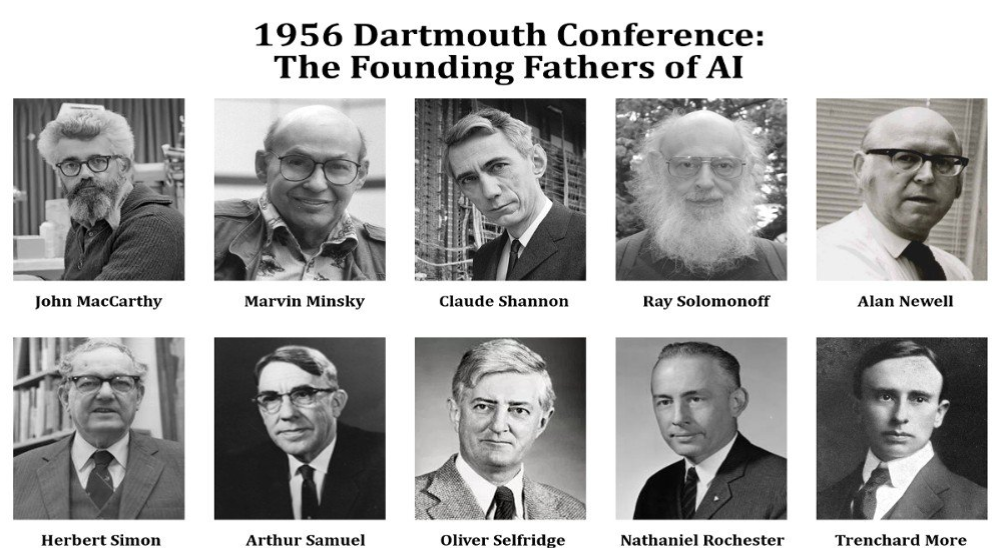 1956 Dartmouth Conference:
The Founding Fathers of AI
John MacCarthy
Marvin Minsky
Claude Shannon
Ray Solomonoff
Alan Newell
Herbert Simon
Arthur Samuel
Oliver Selfridge
Nathaniel Rochester
Trenchard More